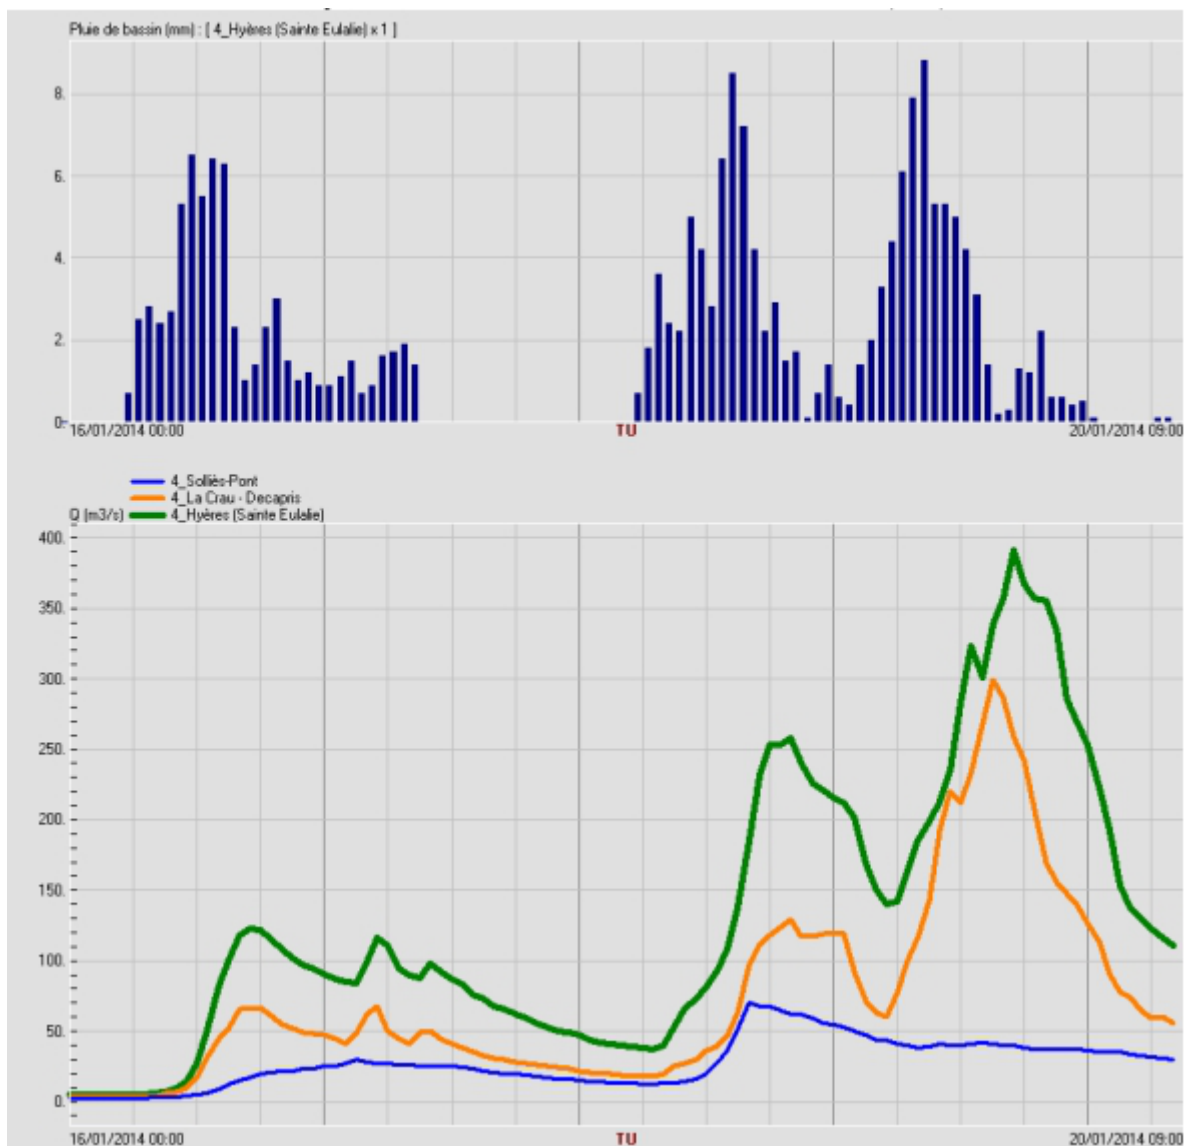 Pluie de bassin (mm) : [ 4_Hyères (Sainte Eulalie) x 1 ]
8.
6.
4.
2.
0.
16/01/2014 00:00 TU 20/01/2014 09:00
4_Solliès-Pont
4_La Crau - Decapris
Q (m3/s) 4_Hyères (Sainte Eulalie)
400.
350.
300.
250.
200.
150.
100.
50.
0.
16/01/2014 00:00 TU 20/01/2014 09:00